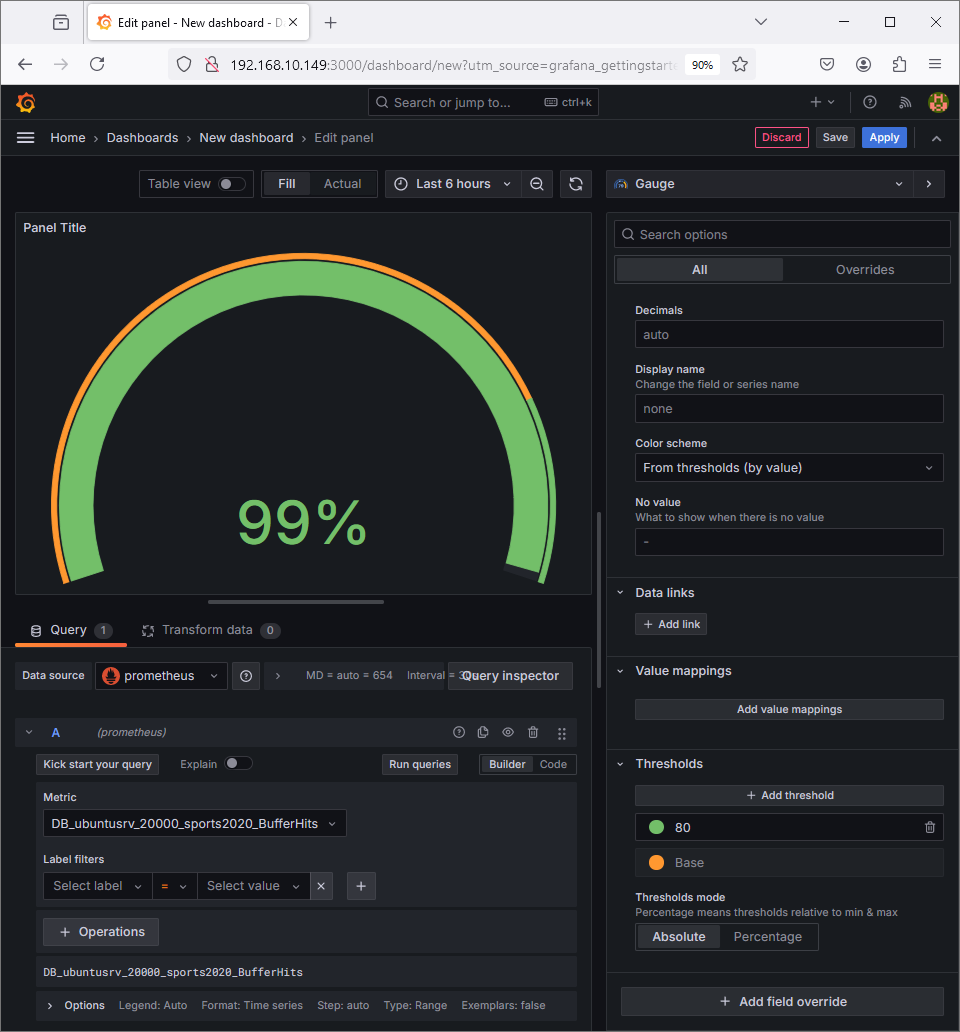 Edit panel - New dashboard - D
192.168.10.149:3000/dashboard/new?utm_source=grafana_gettingstarte
90%
Search or jump to...
ctrl+k
Home › Dashboards › New dashboard › Edit panel
Discard
Save
Apply
Table view
Fill
Actual
Last 6 hours
Gauge
Panel Title
99%
Query 1
Transform data 0
Data source
prometheus
MD = auto = 654
Interval =
Query inspector
A
(prometheus)
Kick start your query
Explain
Run queries
Builder
Code
Metric
DB_ubuntusrv_20000_sports2020_BufferHits
Label filters
Select label
=
Select value
+ Operations
DB_ubuntusrv_20000_sports2020_BufferHits
Options
Legend: Auto
Format: Time series
Step: auto
Type: Range
Exemplars: false
Search options
All
Overrides
Decimals
auto
Display name
Change the field or series name
none
Color scheme
From thresholds (by value)
No value
What to show when there is no value
-
Data links
+ Add link
Value mappings
Add value mappings
Thresholds
+ Add threshold
80
Base
Thresholds mode
Percentage means thresholds relative to min & max
Absolute
Percentage
+ Add field override